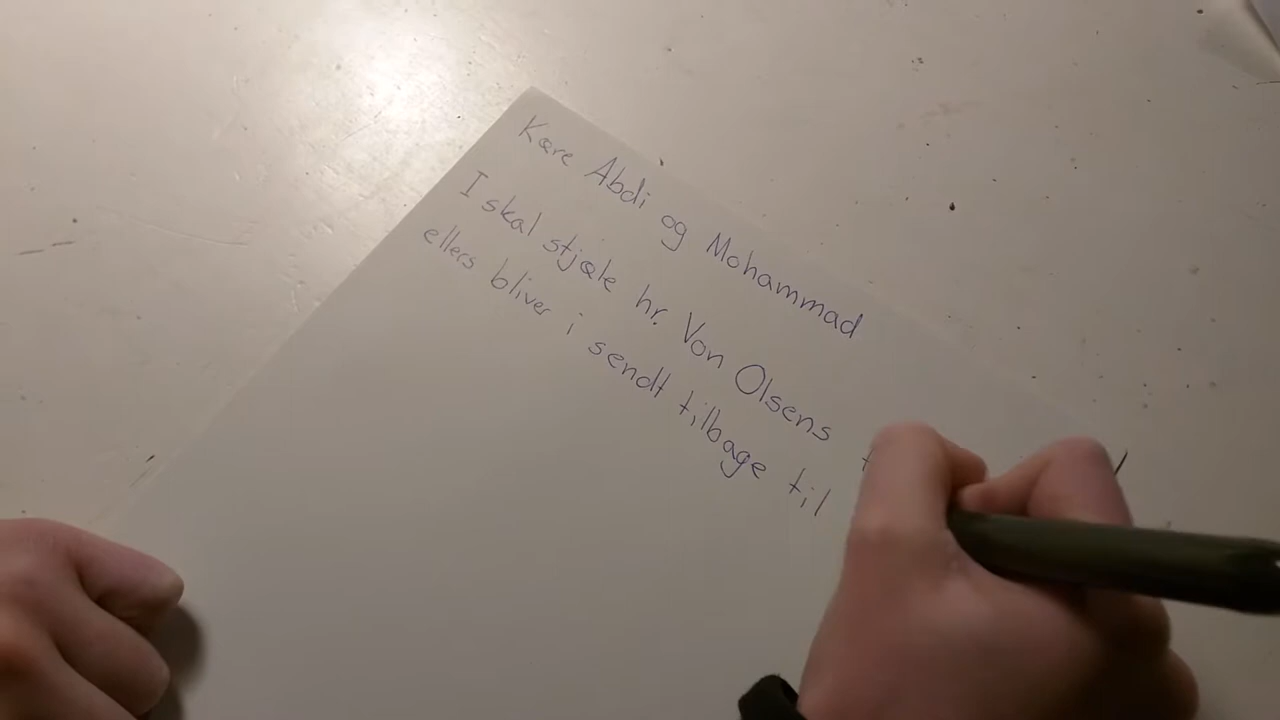 Kære Abdi og Mohammad
I skal stjæle hr. Von Olsens
ellers bliver i sendt tilbage til